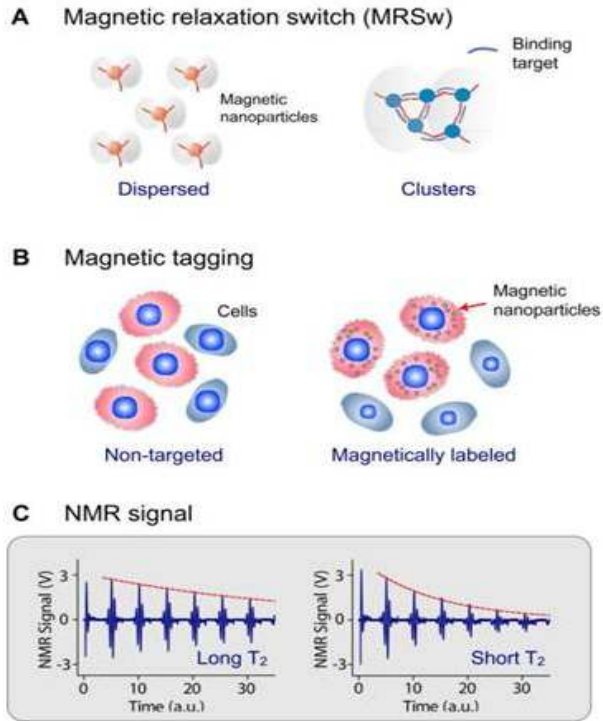 A Magnetic relaxation switch (MRSw)
Binding
target
Magnetic
nanoparticles
Dispersed
Clusters
B Magnetic tagging
Cells
Magnetic
nanoparticles
Non-targeted
Magnetically labeled
C NMR signal
NMR Signal (V)
3
0
-3
Long T2
0 10 20 30
Time (a.u.)
NMR Signal (V)
3
0
-3
Short T2
0 10 20 30
Time (a.u.)